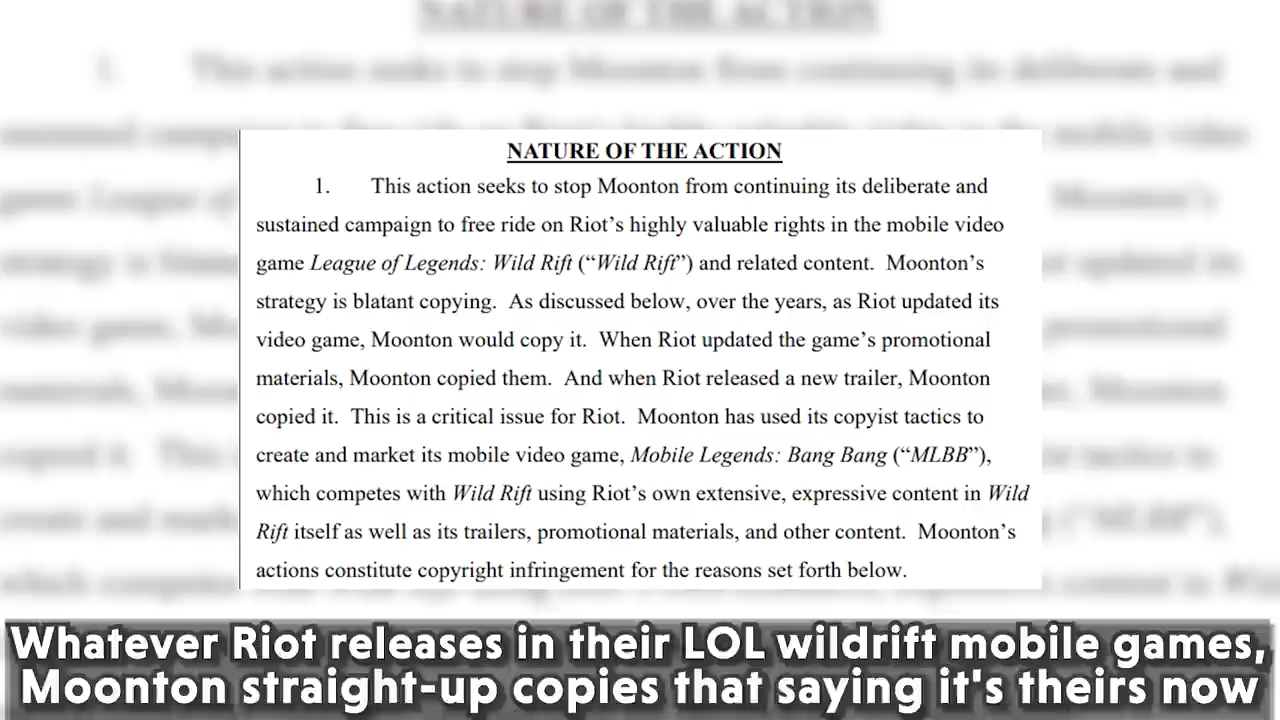 NATURE OF THE ACTION
1. This action seeks to stop Moonton from continuing its deliberate and
sustained campaign to free ride on Riot's highly valuable rights in the mobile video
game League of Legends: Wild Rift (“Wild Rift”) and related content. Moonton's
strategy is blatant copying. As discussed below, over the years, as Riot updated its
video game, Moonton would copy it. When Riot updated the game's promotional
materials, Moonton copied them. And when Riot released a new trailer, Moonton
copied it. This is a critical issue for Riot. Moonton has used its copyist tactics to
create and market its mobile video game, Mobile Legends: Bang Bang (“MLBB”),
which competes with Wild Rift using Riot's own extensive, expressive content in Wild
Rift itself as well as its trailers, promotional materials, and other content. Moonton's
actions constitute copyright infringement for the reasons set forth below.
Whatever Riot releases in their LOL wildrift mobile games,
Moonton straight-up copies that saying it's theirs now